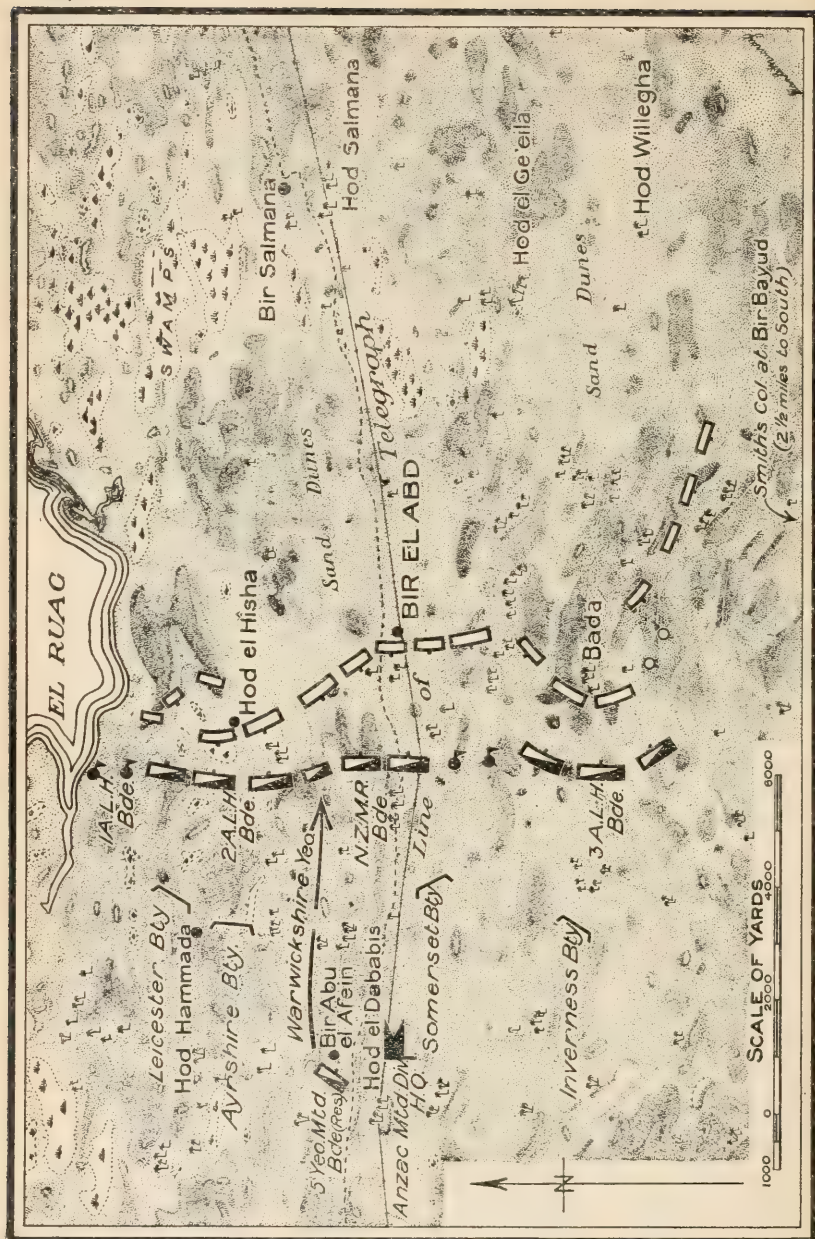 EL RUAC
SWAMPS
Bir Salmana
Hod Salmana
1 A.L.H.
Bde.
Leicester Bty
Hod Hammada
Ayrshire Bty.
2 A.L.H.
Bde.
Hod el Hisha
Sand Dunes
Warwickshire Yeo.
5 Yeo. Mtd.
Bde (Res)
Bir Abu
el Afein
Hod el Dababis
N.Z.M.R.
Bde.
Line of Telegraph
BIR EL ABD
Anzac Mtd. Div.
H.Q.
Somerset Bty
Hod el Ge'eila
Sand Dunes
Inverness Bty
3 A.L.H.
Bde.
Bada
Hod Willegha
Smith's Col. at Bir Bayud
(2½ miles to South)
N
SCALE OF YARDS
1000 0 2000 4000 6000